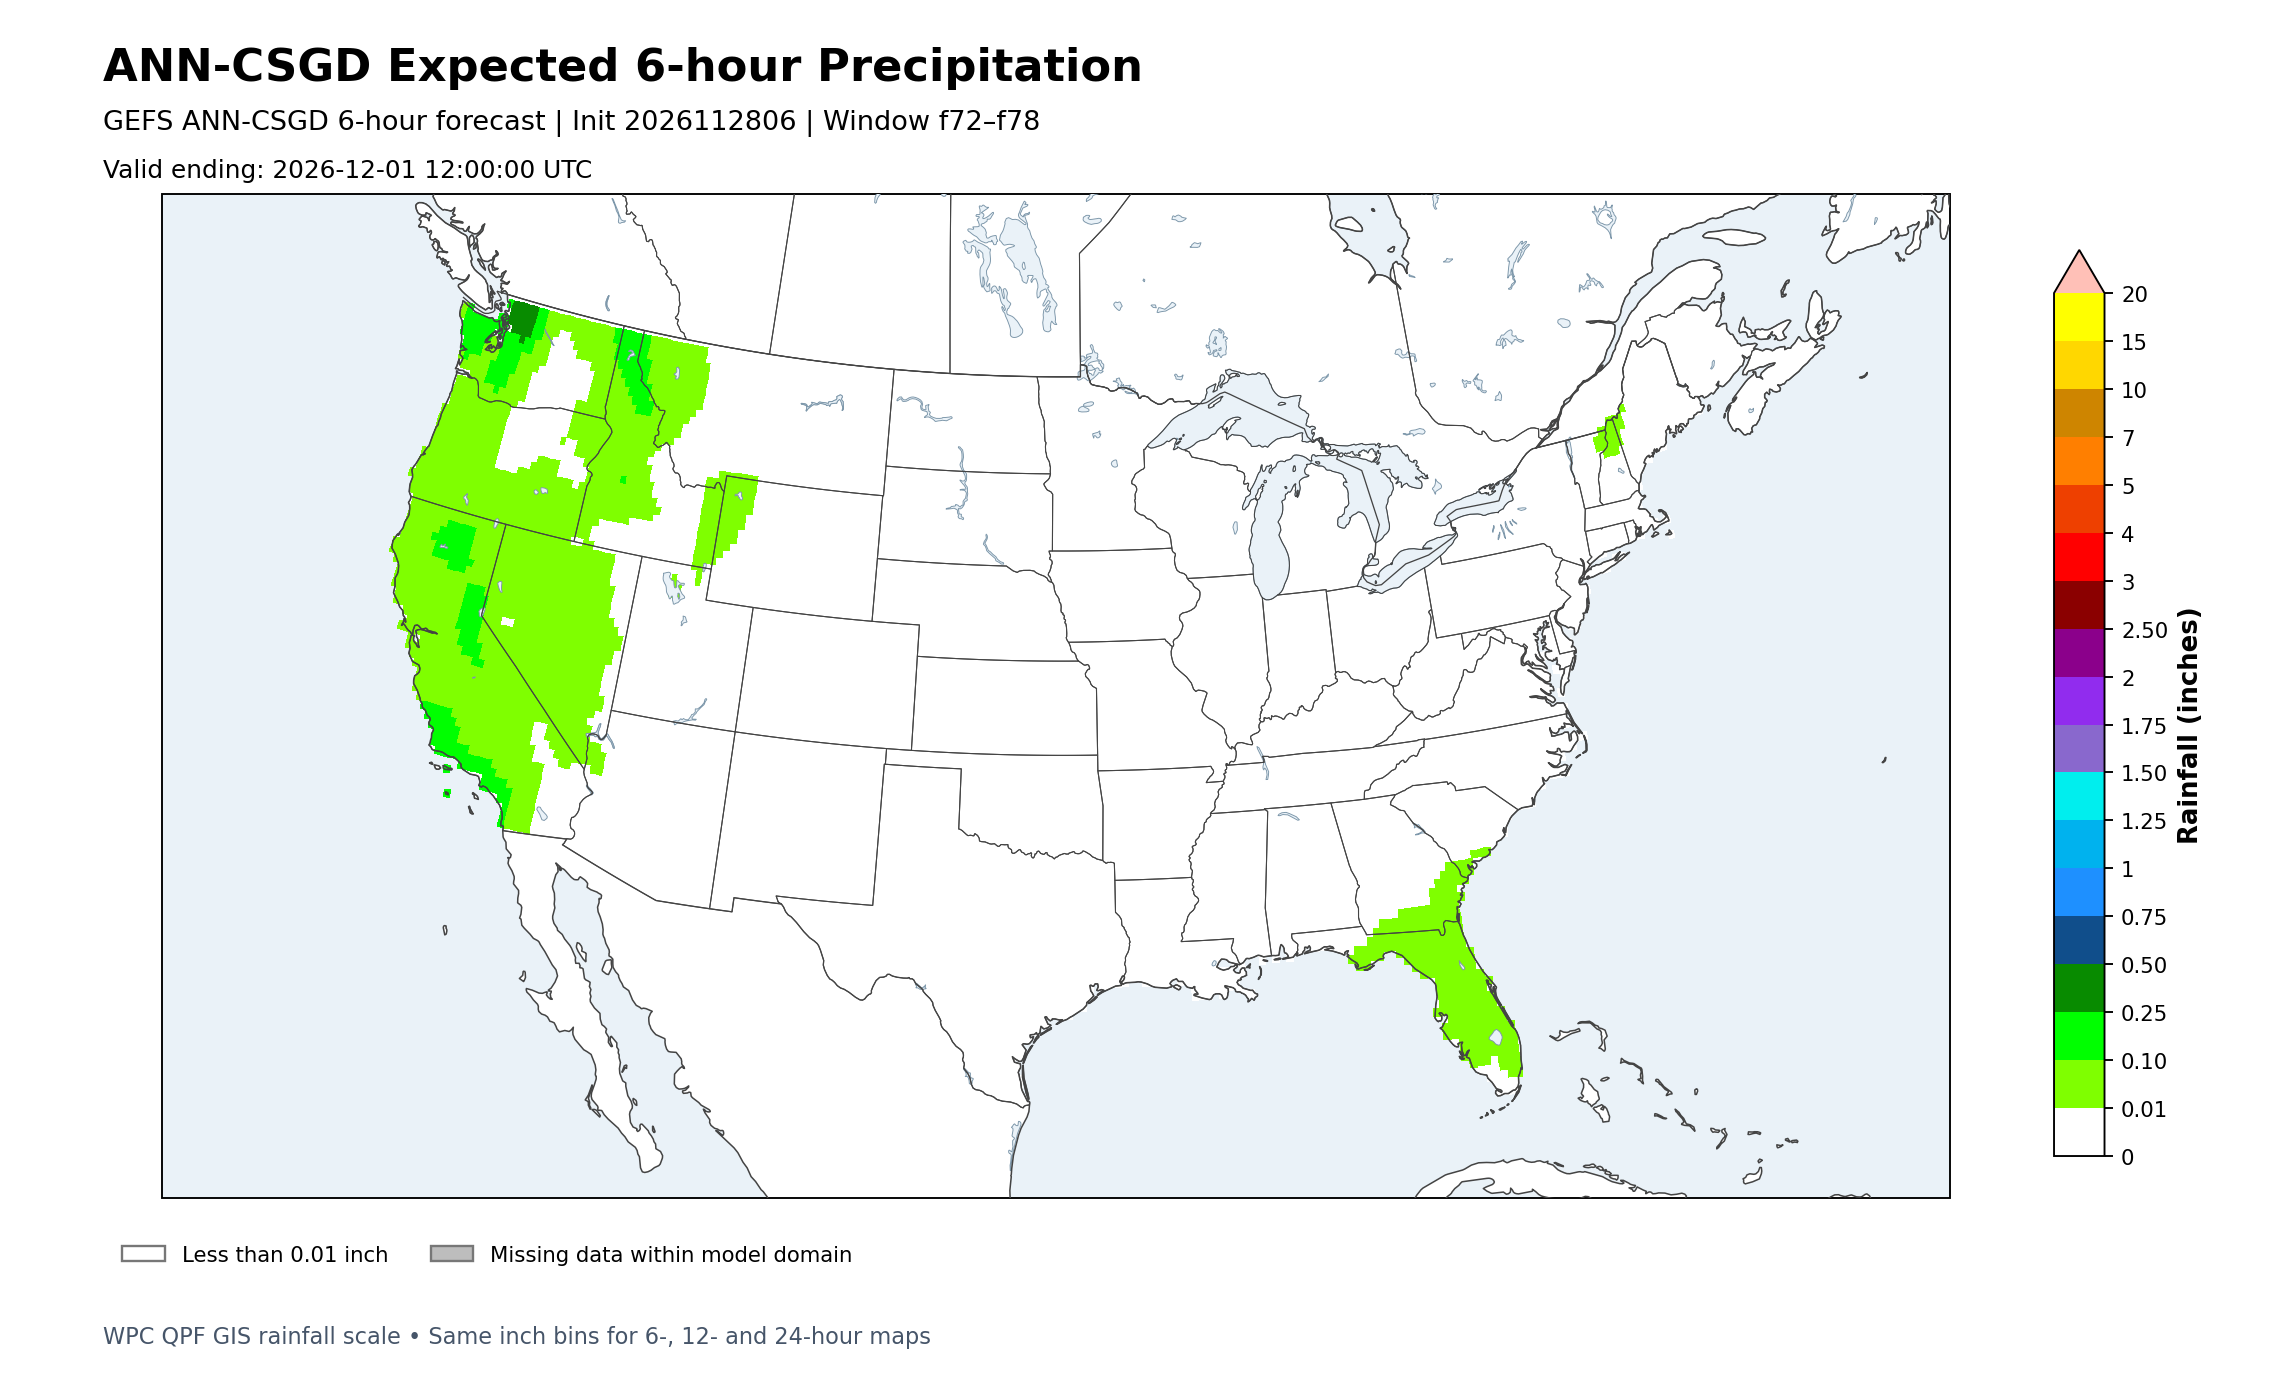 ANN-CSGD Expected 6-hour Precipitation
GEFS ANN-CSGD 6-hour forecast | Init 2026112806 | Window f72–f78
Valid ending: 2026-12-01 12:00:00 UTC
20
15
10
7
5
4
3
2.50
2
1.75
1.50
1.25
1
0.75
0.50
0.25
0.10
0.01
0
Rainfall (inches)
Less than 0.01 inch
Missing data within model domain
WPC QPF GIS rainfall scale • Same inch bins for 6-, 12- and 24-hour maps